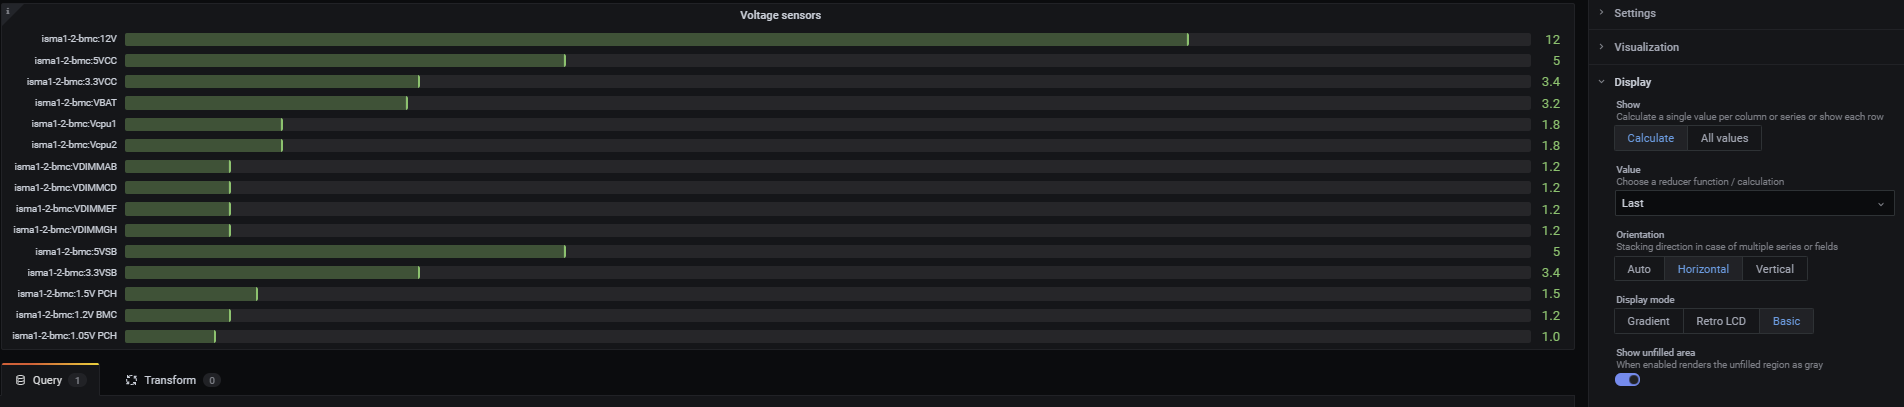 i
Voltage sensors
isma1-2-bmc:12V 12
isma1-2-bmc:5VCC 5
isma1-2-bmc:3.3VCC 3.4
isma1-2-bmc:VBAT 3.2
isma1-2-bmc:Vcpu1 1.8
isma1-2-bmc:Vcpu2 1.8
isma1-2-bmc:VDIMMAB 1.2
isma1-2-bmc:VDIMMCD 1.2
isma1-2-bmc:VDIMMEF 1.2
isma1-2-bmc:VDIMMGH 1.2
isma1-2-bmc:5VSB 5
isma1-2-bmc:3.3VSB 3.4
isma1-2-bmc:1.5V PCH 1.5
isma1-2-bmc:1.2V BMC 1.2
isma1-2-bmc:1.05V PCH 1.0
Query 1 Transform 0
Settings
Visualization
Display
Show
Calculate a single value per column or series or show each row
Calculate All values
Value
Choose a reducer function / calculation
Last
Orientation
Stacking direction in case of multiple series or fields
Auto Horizontal Vertical
Display mode
Gradient Retro LCD Basic
Show unfilled area
When enabled renders the unfilled region as gray